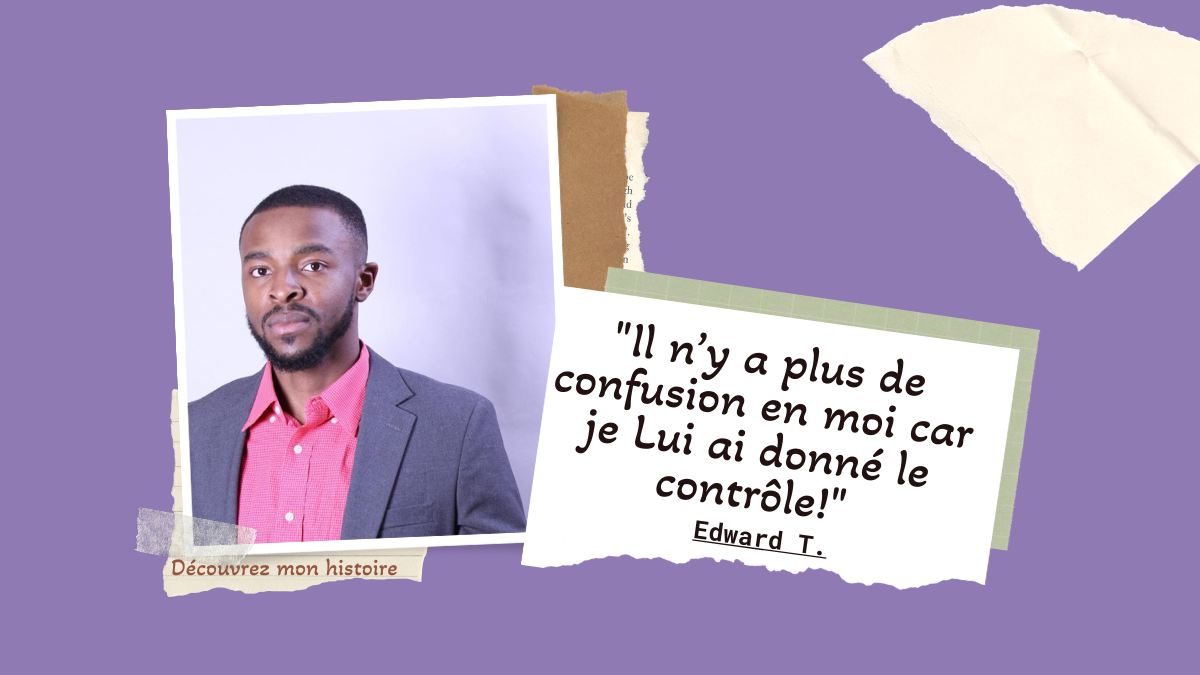 "Il n'y a plus de
confusion en moi car
je Lui ai donné le
contrôle!"
Edward T.
Découvrez mon histoire